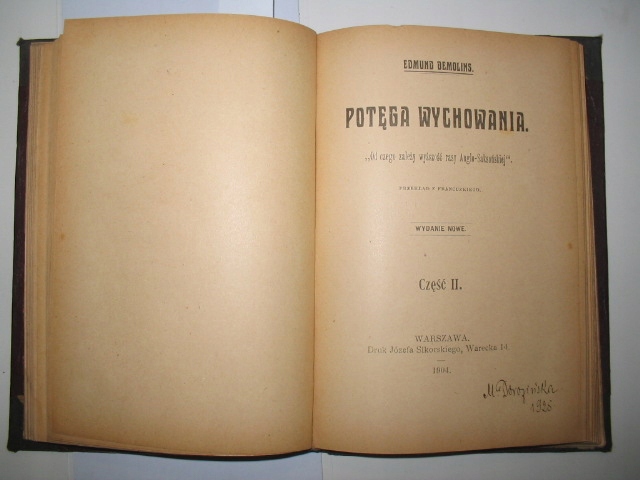 EDMUND DEMOLINS.
POTĘGA WYCHOWANIA.
„Od czego zależy wyższość rasy Anglo-Saksońskiej".
PRZEKŁAD Z FRANCUZKIEGO.
WYDANIE NOWE.
Część II.
WARSZAWA.
Druk Józefa Sikorskiego, Warecka 14.
1904.
1925